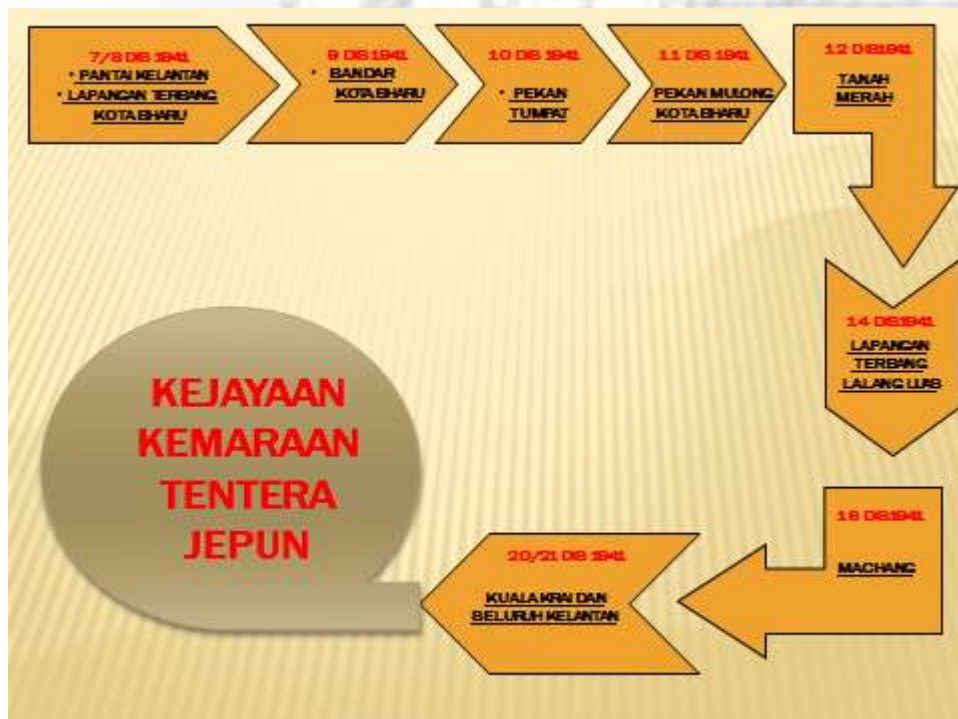 7/8 DIS 1941
• PANTAI KELANTAN
• LAPANGAN TERBANG
KOTA BHARU
9 DIS 1941
• BANDAR
KOTA BHARU
10 DIS 1941
• PEKAN
TUMPAT
11 DIS 1941
PEKAN MULONG
KOTA BHARU
12 DIS1941
TANAH
MERAH
14 DIS1941
LAPANGAN
TERBANG
LALANG LUAS
DIS1941
MACHANG
20/21 DIS 1941
KUALA KRAI DAN
SELURUH KELANTAN
KEJAYAAN
KEMARAAN
TENTERA
JEPUN